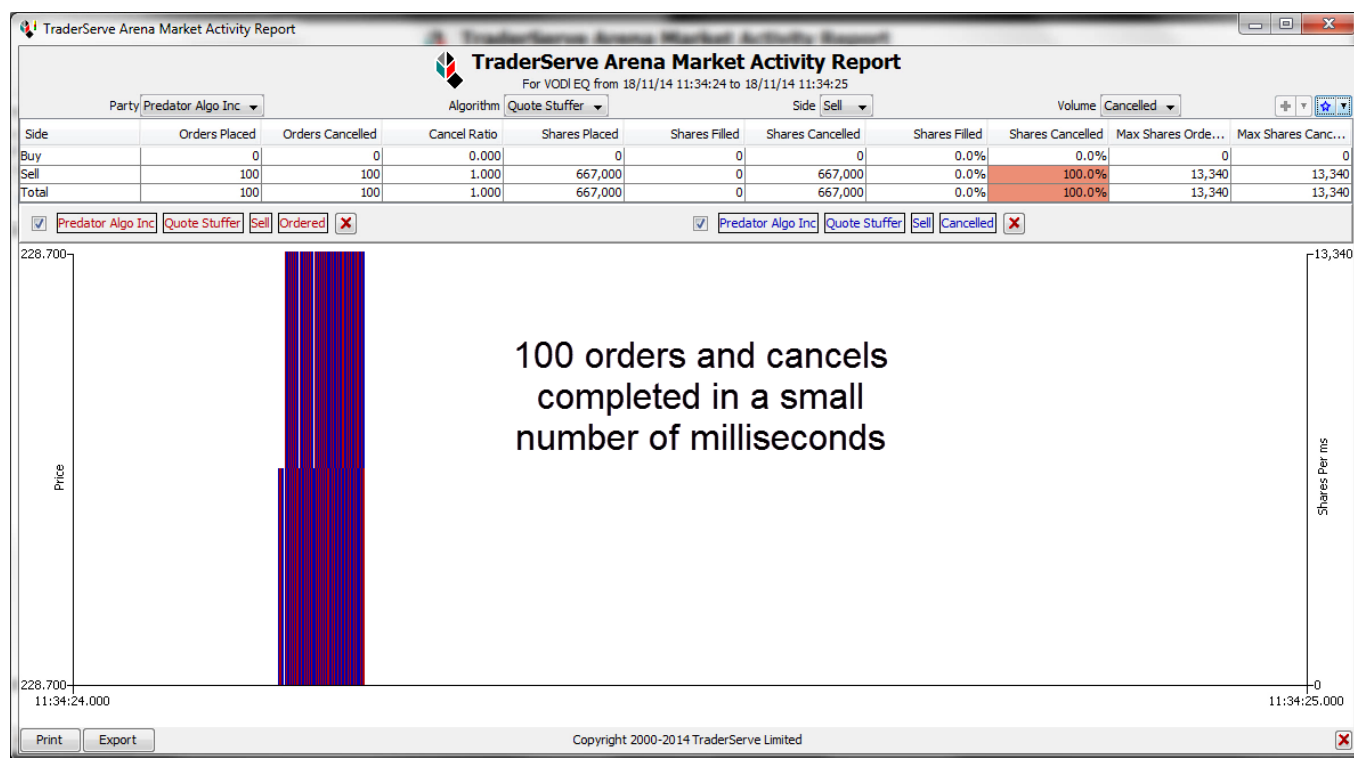 TraderServe Arena Market Activity Report
TraderServe Arena Market Activity Report
For VODl EQ from 18/11/14 11:34:24 to 18/11/14 11:34:25
Party Predator Algo Inc Algorithm Quote Stuffer Side Sell Volume Cancelled
Side Orders Placed Orders Cancelled Cancel Ratio Shares Placed Shares Filled Shares Cancelled Shares Filled Shares Cancelled Max Shares Orde... Max Shares Canc...
Buy 0 0 0.000 0 0 0 0.0% 0.0% 0 0
Sell 100 100 1.000 667,000 0 667,000 0.0% 100.0% 13,340 13,340
Total 100 100 1.000 667,000 0 667,000 0.0% 100.0% 13,340 13,340
Predator Algo Inc Quote Stuffer Sell Ordered Predator Algo Inc Quote Stuffer Sell Cancelled
228.700 13,340
100 orders and cancels
completed in a small
number of milliseconds
Price
Shares Per ms
228.700 0
11:34:24.000 11:34:25.000
Print Export Copyright 2000-2014 TraderServe Limited